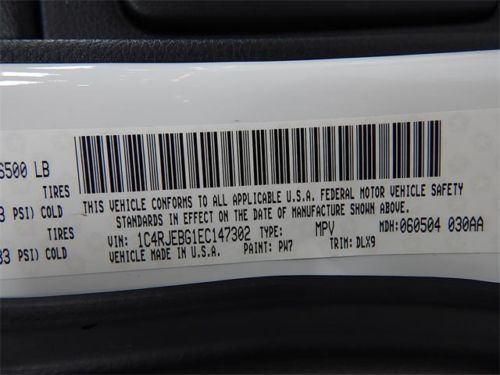 6500 LB
TIRES
PSI) COLD
TIRES
PSI) COLD
THIS VEHICLE CONFORMS TO ALL APPLICABLE U.S.A. FEDERAL MOTOR VEHICLE SAFETY
STANDARDS IN EFFECT ON THE DATE OF MANUFACTURE SHOWN ABOVE.
VIN: 1C4RJEBG1EC147302 TYPE: MPV MDH: 060504 030AA
VEHICLE MADE IN U.S.A. PAINT: PW7 TRIM: DLX9